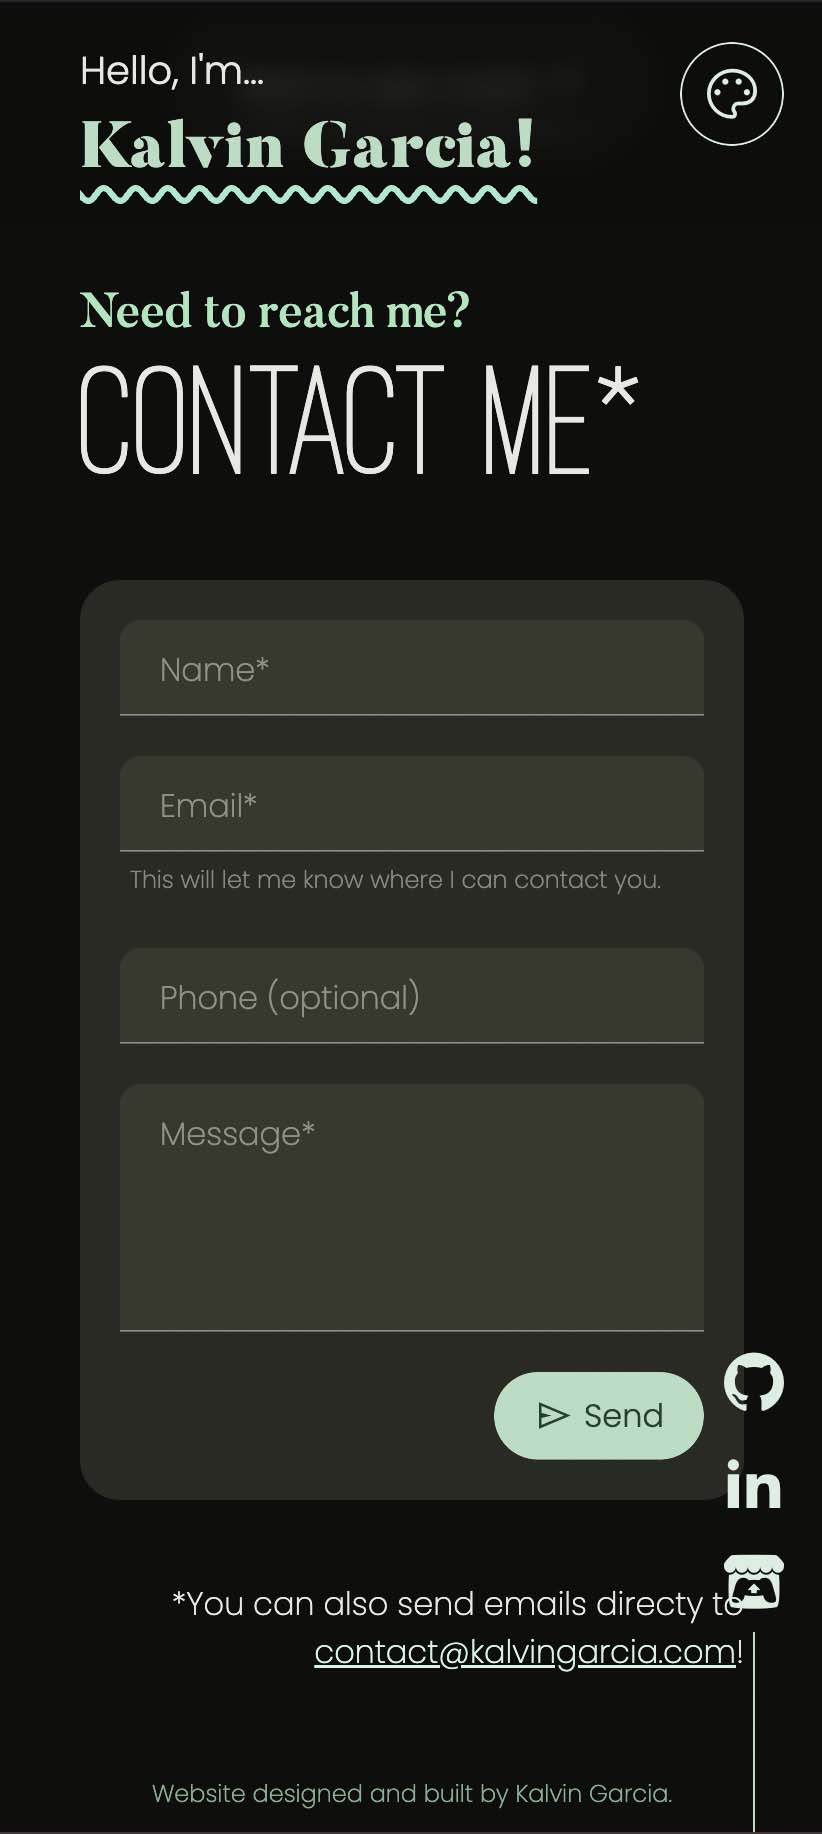 Hello, I'm...
Kalvin Garcia!
Need to reach me?
CONTACT ME*
Name*
Email*
This will let me know where I can contact you.
Phone (optional)
Message*
Send
in
*You can also send emails directy to
contact@kalvingarcia.com!
Website designed and built by Kalvin Garcia.